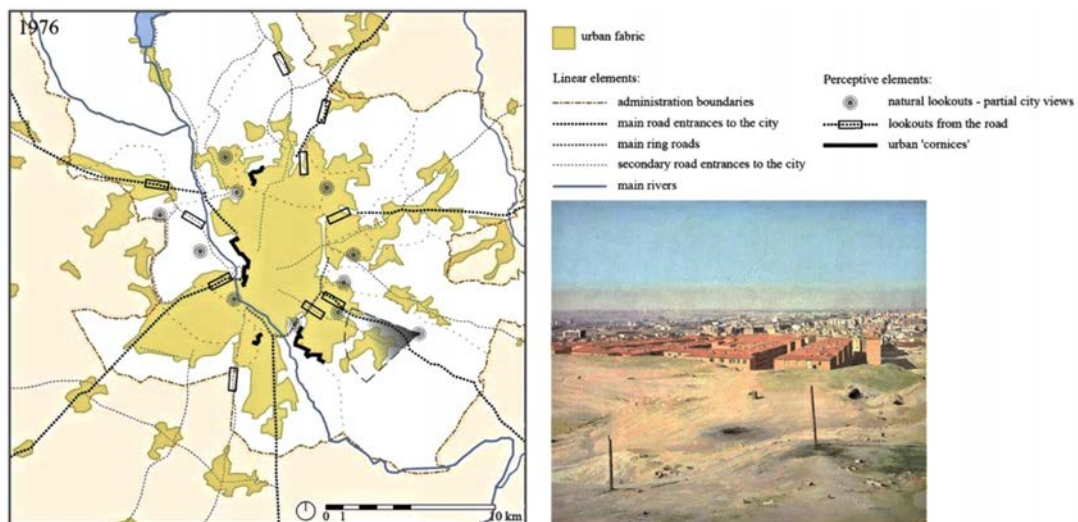 1976
0 1 10 km
urban fabric
Linear elements:
administration boundaries
main road entrances to the city
main ring roads
secondary road entrances to the city
main rivers
Perceptive elements:
natural lookouts - partial city views
lookouts from the road
urban 'cornices'